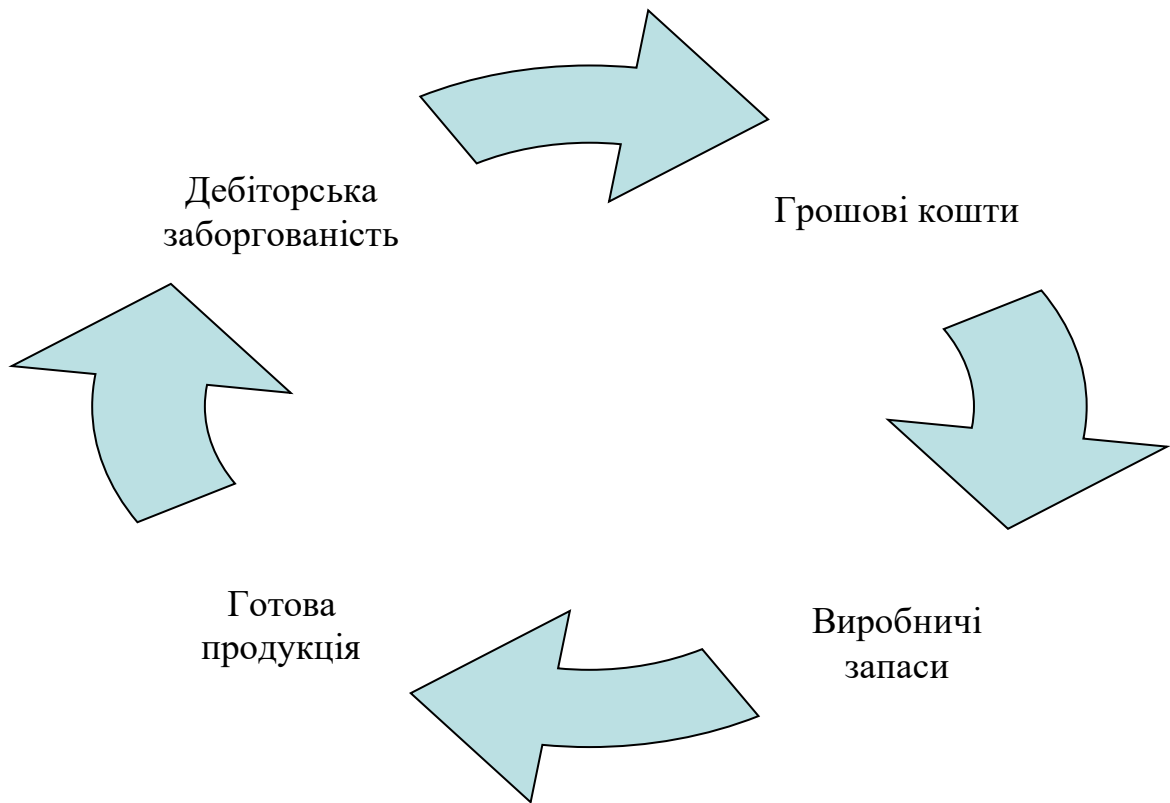 Дебіторська
заборгованість
Грошові кошти
Готова
продукція
Виробничі
запаси